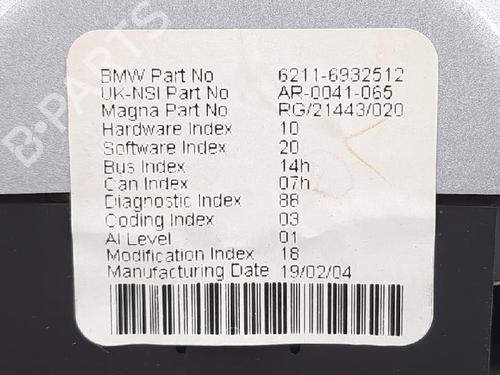 BMW Part No 6211-6932512
UK-NSI Part No AR-0041-065
Magna Part No RG/21443/020
Hardware Index 10
Software Index 20
Bus Index 14h
Can Index 07h
Diagnostic Index 88
Coding Index 03
AI Level 01
Modification Index 18
Manufacturing Date 19/02/04
B-PARTS